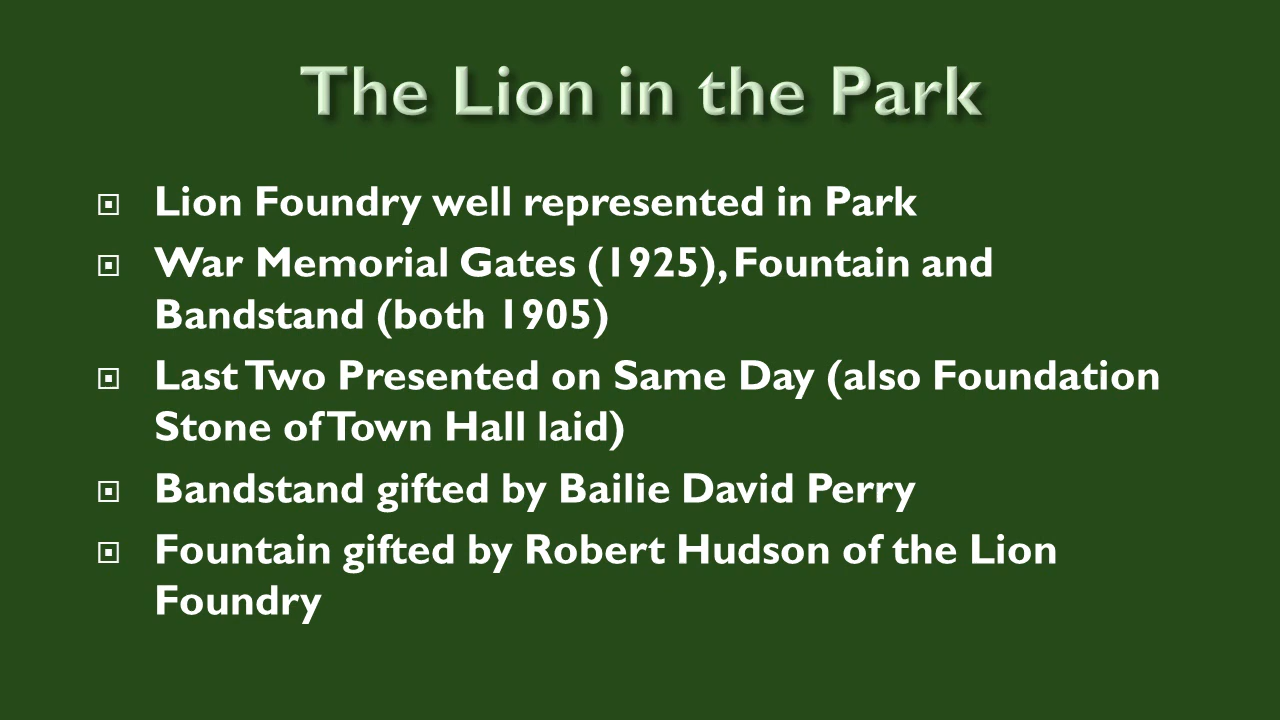 The Lion in the Park
Lion Foundry well represented in Park
War Memorial Gates (1925), Fountain and
Bandstand (both 1905)
Last Two Presented on Same Day (also Foundation
Stone of Town Hall laid)
Bandstand gifted by Bailie David Perry
Fountain gifted by Robert Hudson of the Lion
Foundry